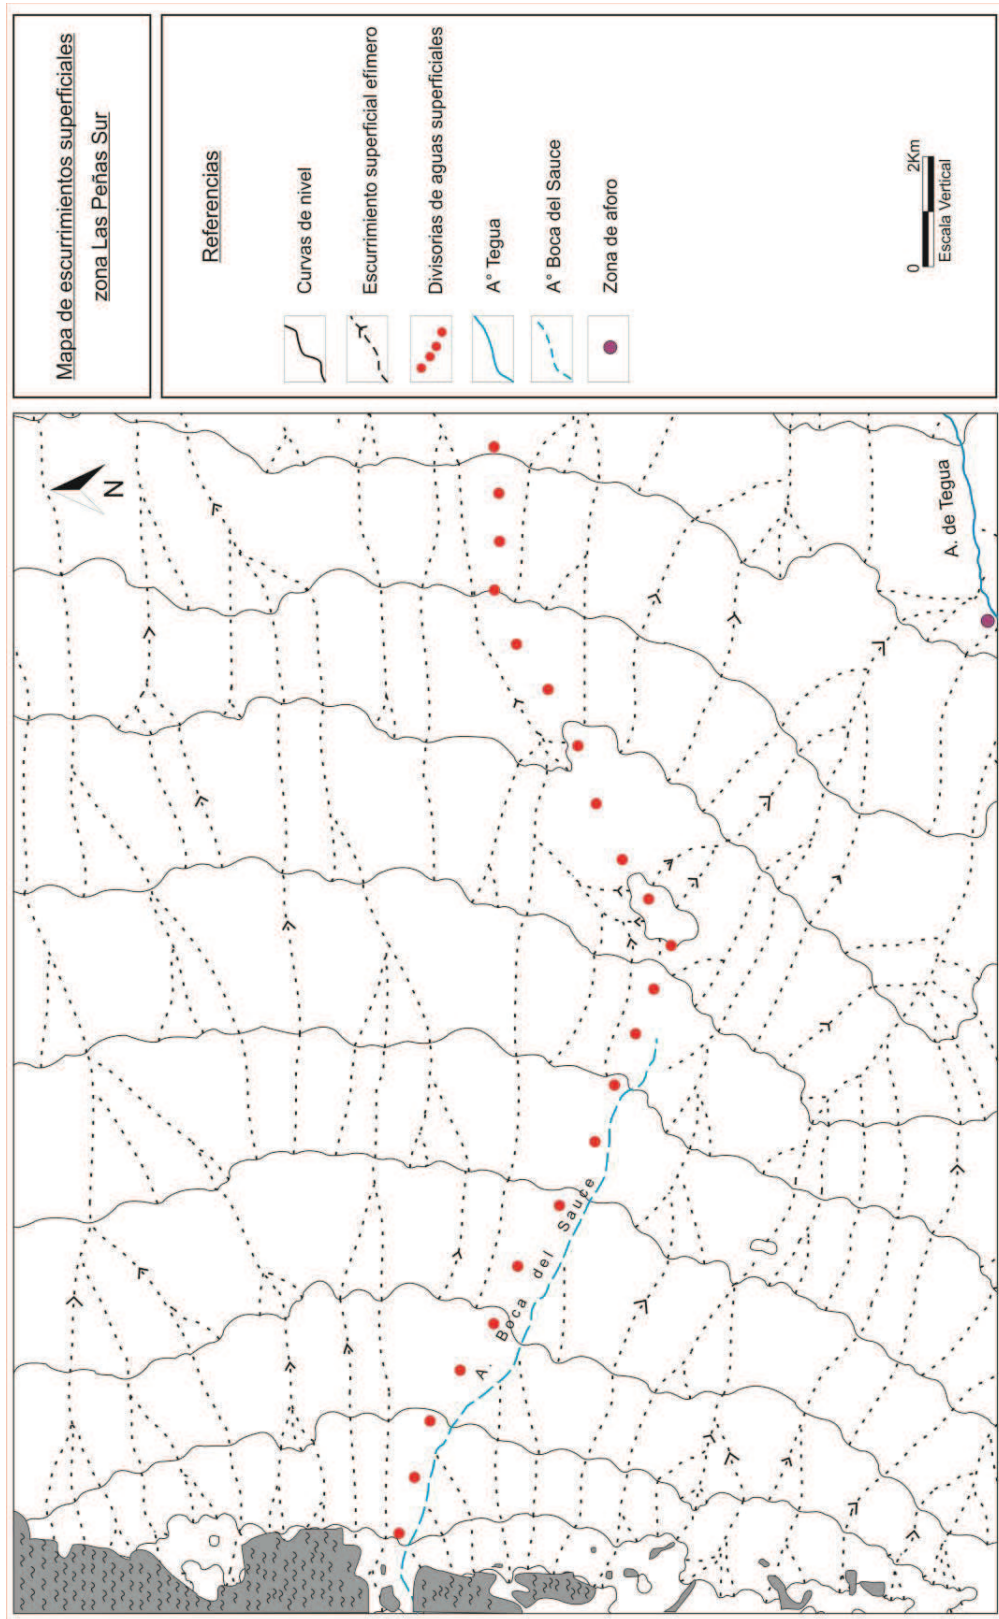 Mapa de escurrimientos superficiales
zona Las Peñas Sur
Referencias
Curvas de nivel
Escurrimiento superficial efímero
Divisorias de aguas superficiales
A° Tegua
A° Boca del Sauce
Zona de aforo
0 2Km
Escala Vertical
N
A. Boca del Sauce
A. de Tegua